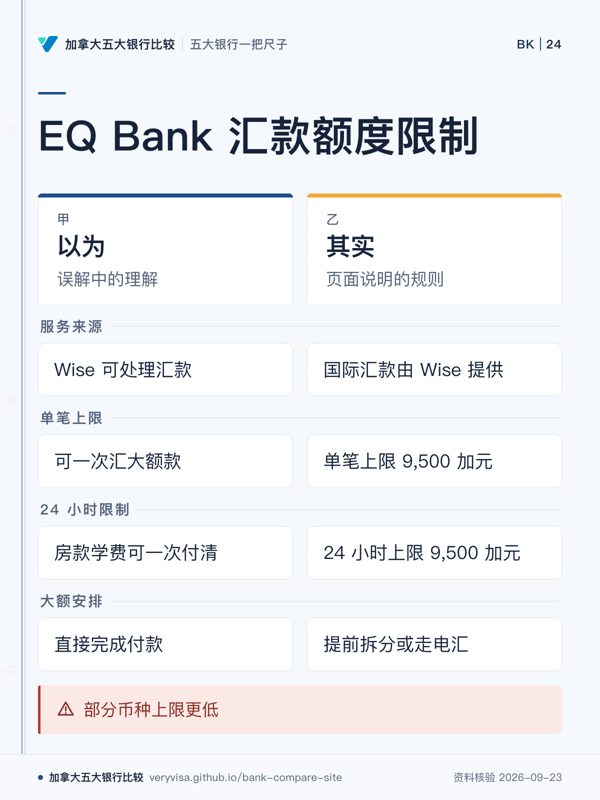 加拿大五大银行比较 | 五大银行一把尺子
BK | 24
EQ Bank 汇款额度限制
甲
以为
误解中的理解
乙
其实
页面说明的规则
服务来源
Wise 可处理汇款
国际汇款由 Wise 提供
单笔上限
可一次汇大额款
单笔上限 9,500 加元
24 小时限制
房款学费可一次付清
24 小时上限 9,500 加元
大额安排
直接完成付款
提前拆分或走电汇
部分币种上限更低
加拿大五大银行比较 veryvisa.github.io/bank-compare-site
资料核验 2026-09-23